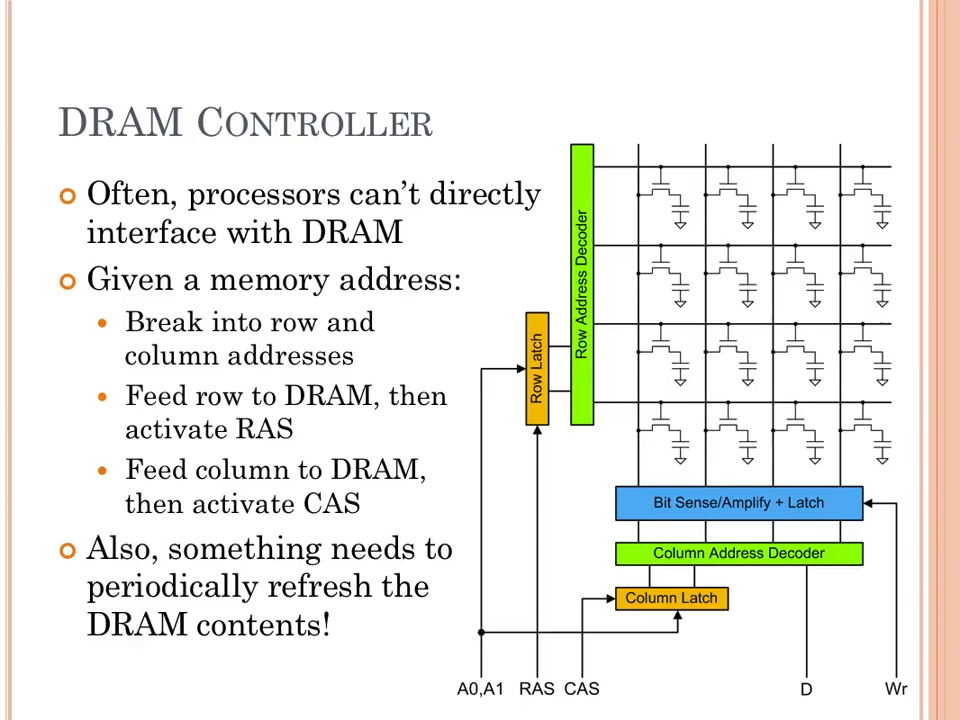 DRAM CONTROLLER
Often, processors can't directly
interface with DRAM
Given a memory address:
Break into row and
column addresses
Feed row to DRAM, then
activate RAS
Feed column to DRAM,
then activate CAS
Also, something needs to
periodically refresh the
DRAM contents!
Row Address Decoder
Row Latch
Bit Sense/Amplify + Latch
Column Address Decoder
Column Latch
A0,A1 RAS CAS D Wr